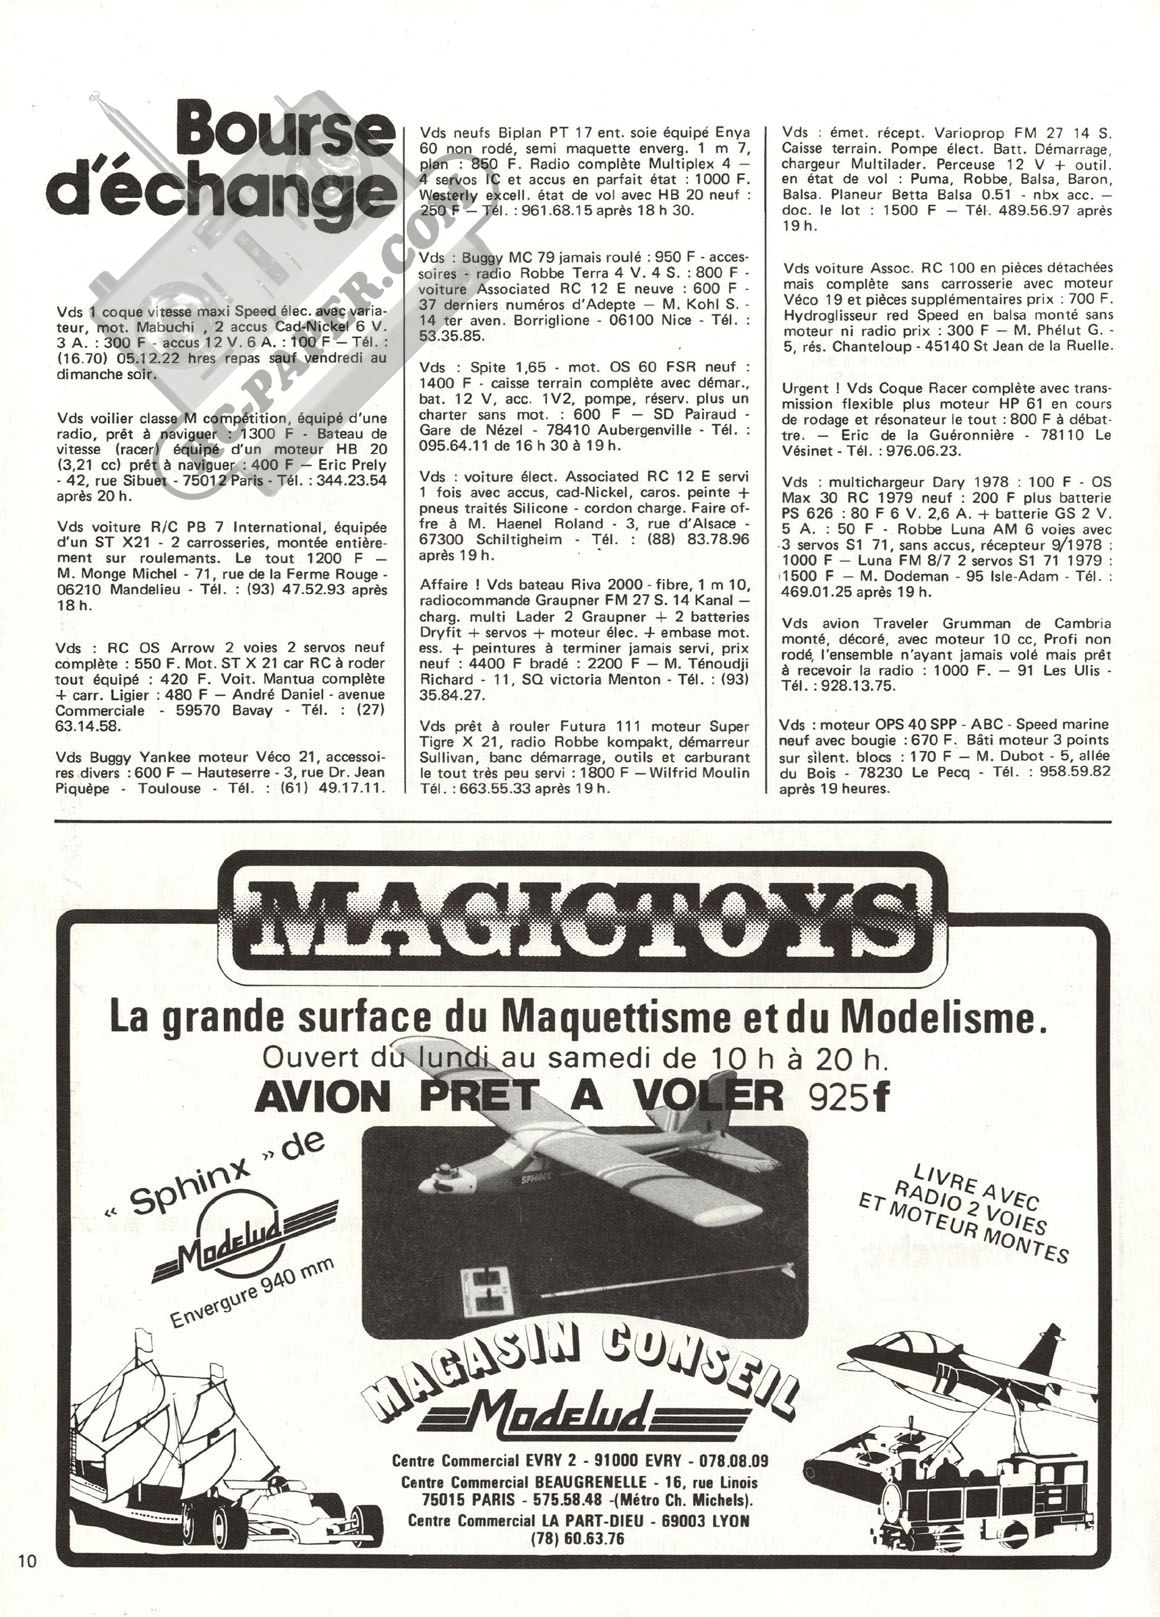 Bourse
d'échange
Vds 1 coque vitesse maxi Speed élec. avec varia-
teur, mot. Mabuchi , 2 accus Cad-Nickel 6 V.
3 A. : 300 F - accus 12 V. 6 A. : 100 F — Tél. :
(16.70) 05.12.22 hres repas sauf vendredi au
dimanche soir.
Vds voilier classe M compétition, équipé d'une
radio, prêt à naviguer : 1300 F - Bateau de
vitesse (racer) équipé d'un moteur HB 20
(3,21 cc) prêt à naviguer : 400 F — Eric Prely
- 42, rue Sibuet - 75012 Paris - Tél. : 344.23.54
après 20 h.
Vds voiture R/C PB 7 International, équipée
d'un ST X21 - 2 carrosseries, montée entière-
ment sur roulements. Le tout 1200 F —
M. Monge Michel - 71, rue de la Ferme Rouge -
06210 Mandelieu - Tél. : (93) 47.52.93 après
18 h.
Vds : RC OS Arrow 2 voies 2 servos neuf
complète : 550 F. Mot. ST X 21 car RC à roder
tout équipé : 420 F. Voit. Mantua complète
+ carr. Ligier : 480 F — André Daniel - avenue
Commerciale - 59570 Bavay - Tél. : (27)
63.14.58.
Vds Buggy Yankee moteur Véco 21, accessoi-
res divers : 600 F — Hauteserre - 3, rue Dr. Jean
Piquèpe - Toulouse - Tél. : (61) 49.17.11.
Vds neufs Biplan PT 17 ent. soie équipé Enya
60 non rodé, semi maquette enverg. 1 m 7,
plan : 850 F. Radio complète Multiplex 4 —
4 servos IC et accus en parfait état : 1000 F.
Westerly excell. état de vol avec HB 20 neuf :
250 F — Tél. : 961.68.15 après 18 h 30.
Vds : Buggy MC 79 jamais roulé : 950 F - acces-
soires - radio Robbe Terra 4 V. 4 S. : 800 F -
voiture Associated RC 12 E neuve : 600 F -
37 derniers numéros d'Adepte — M. Kohl S. -
14 ter aven. Borriglione - 06100 Nice - Tél. :
53.35.85.
Vds : Spite 1,65 - mot. OS 60 FSR neuf :
1400 F - caisse terrain complète avec démar.,
bat. 12 V, acc. 1V2, pompe, réserv. plus un
charter sans mot. : 600 F — SD Pairaud -
Gare de Nézel - 78410 Aubergenville - Tél. :
095.64.11 de 16 h 30 à 19 h.
Vds : voiture élect. Associated RC 12 E servi
1 fois avec accus, cad-Nickel, caros. peinte +
pneus traités Silicone - cordon charge. Faire of-
fre à M. Haenel Roland - 3, rue d'Alsace -
67300 Schiltigheim - Tél. : (88) 83.78.96
après 19 h.
Affaire ! Vds bateau Riva 2000 - fibre, 1 m 10,
radiocommande Graupner FM 27 S. 14 Kanal —
charg. multi Lader 2 Graupner + 2 batteries
Dryfit + servos + moteur élec. + embase mot.
ess. + peintures à terminer jamais servi, prix
neuf : 4400 F bradé : 2200 F — M. Ténoudji
Richard - 11, SQ victoria Menton - Tél. : (93)
35.84.27.
Vds prêt à rouler Futura 111 moteur Super
Tigre X 21, radio Robbe kompakt, démarreur
Sullivan, banc démarrage, outils et carburant
le tout très peu servi : 1800 F — Wilfrid Moulin
Tél. : 663.55.33 après 19 h.
Vds : émet. récept. Varioprop FM 27 14 S.
Caisse terrain. Pompe élect. Batt. Démarrage,
chargeur Multilader. Perceuse 12 V + outil.
en état de vol : Puma, Robbe, Balsa, Baron,
Balsa. Planeur Betta Balsa 0.51 - nbx acc. —
doc. le lot : 1500 F — Tél. 489.56.97 après
19 h.
Vds voiture Assoc. RC 100 en pièces détachées
mais complète sans carrosserie avec moteur
Véco 19 et pièces supplémentaires prix : 700 F.
Hydroglisseur red Speed en balsa monté sans
moteur ni radio prix : 300 F — M. Phélut G. -
5, rés. Chanteloup - 45140 St Jean de la Ruelle.
Urgent ! Vds Coque Racer complète avec trans-
mission flexible plus moteur HP 61 en cours
de rodage et résonateur le tout : 800 F à débat-
tre. — Eric de la Guéronnière - 78110 Le
Vésinet - Tél. : 976.06.23.
Vds : multichargeur Dary 1978 : 100 F - OS
Max 30 RC 1979 neuf : 200 F plus batterie
PS 626 : 80 F 6 V. 2,6 A. + batterie GS 2 V.
5 A. : 50 F - Robbe Luna AM 6 voies avec
3 servos S1 71, sans accus, récepteur 9/1978 :
1000 F — Luna FM 8/7 2 servos S1 71 1979 :
1500 F — M. Dodeman - 95 Isle-Adam - Tél. :
469.01.25 après 19 h.
Vds avion Traveler Grumman de Cambria
monté, décoré, avec moteur 10 cc, Profi non
rodé, l'ensemble n'ayant jamais volé mais prêt
à recevoir la radio : 1000 F. — 91 Les Ulis -
Tél. : 928.13.75.
Vds : moteur OPS 40 SPP - ABC - Speed marine
neuf avec bougie : 670 F. Bâti moteur 3 points
sur silent. blocs : 170 F — M. Dubot - 5, allée
du Bois - 78230 Le Pecq - Tél. : 958.59.82
après 19 heures.
RC-PAPER.COM
MAGICTOYS
La grande surface du Maquettisme et du Modelisme.
Ouvert du lundi au samedi de 10 h à 20 h.
AVION PRET A VOLER 925f
« Sphinx » de
Modelud
Envergure 940 mm
SPHINX
LIVRE AVEC
RADIO 2 VOIES
ET MOTEUR MONTES
MAGASIN CONSEIL
Modelud
Centre Commercial EVRY 2 - 91000 EVRY - 078.08.09
Centre Commercial BEAUGRENELLE - 16, rue Linois
75015 PARIS - 575.58.48 -(Métro Ch. Michels).
Centre Commercial LA PART-DIEU - 69003 LYON
(78) 60.63.76
10